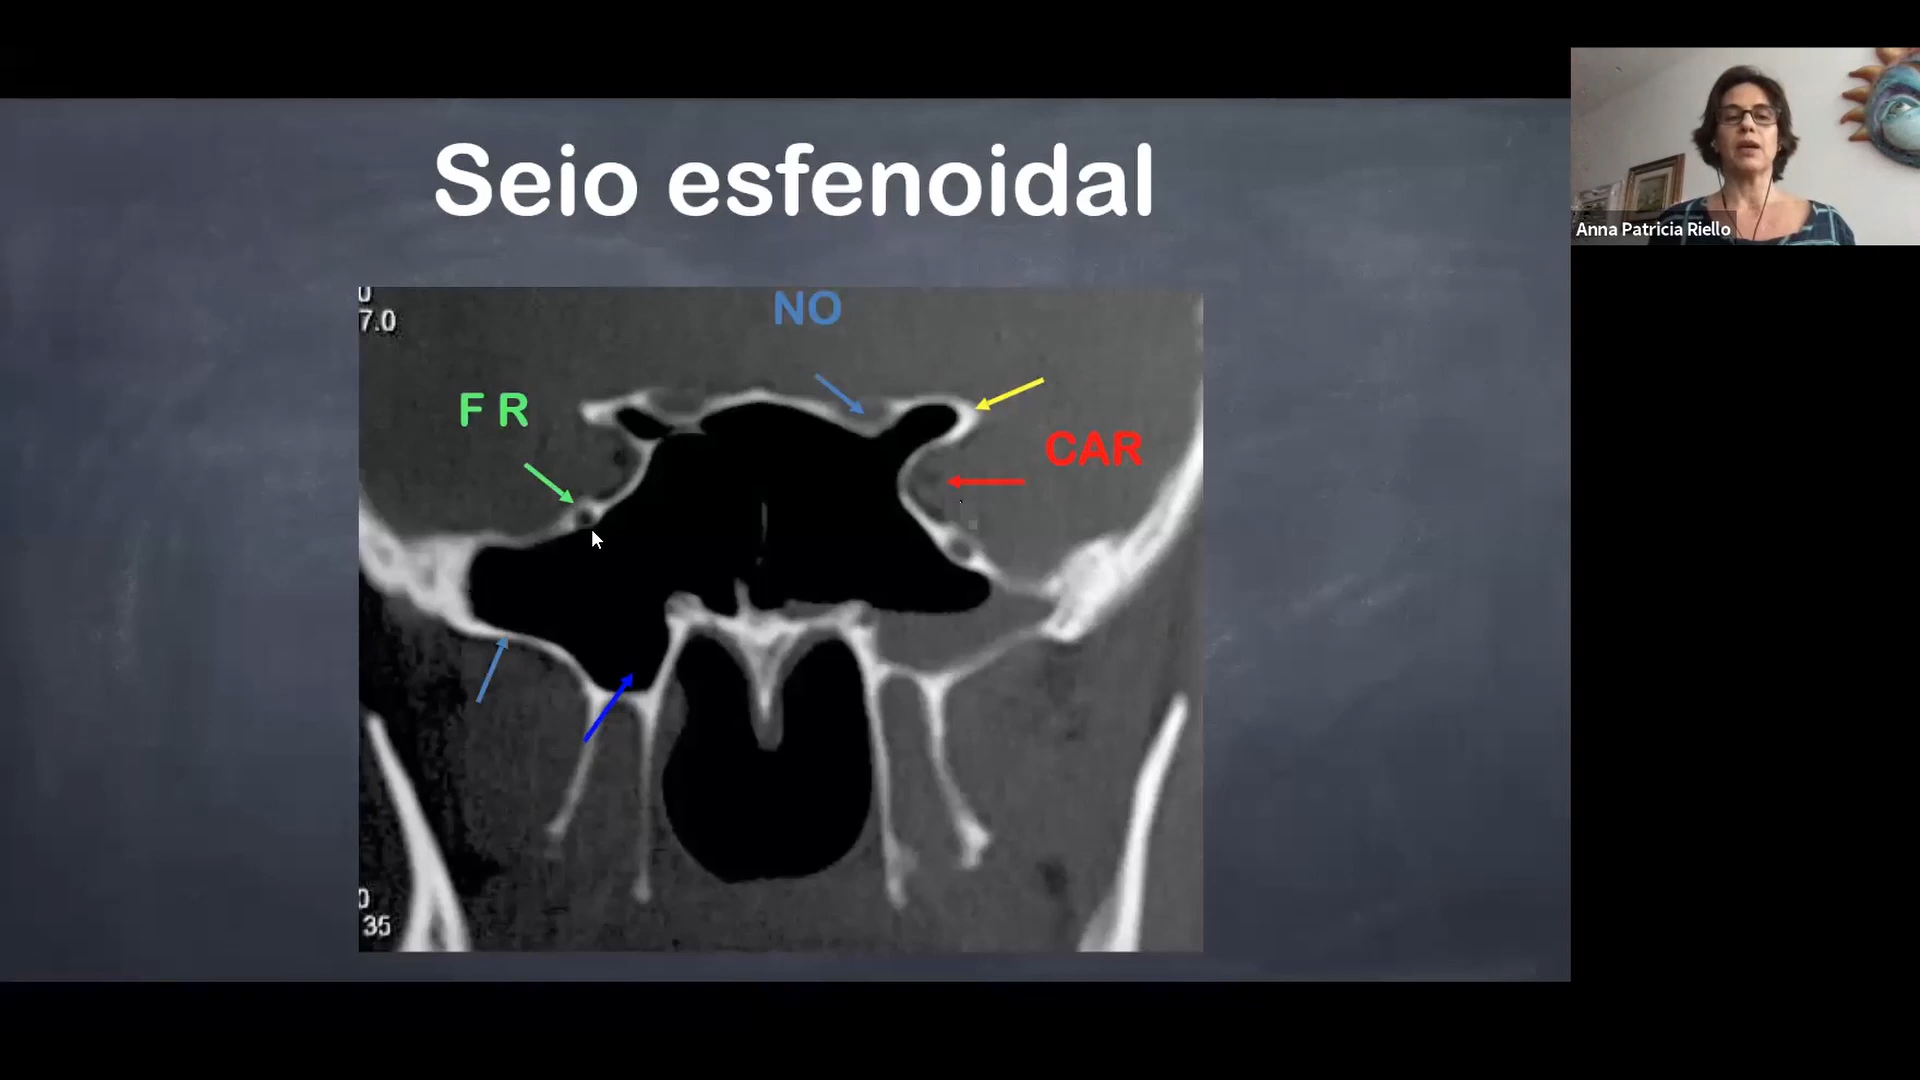 Seio esfenoidal
7.0
NO
F R
CAR
Anna Patricia Riello
0
35